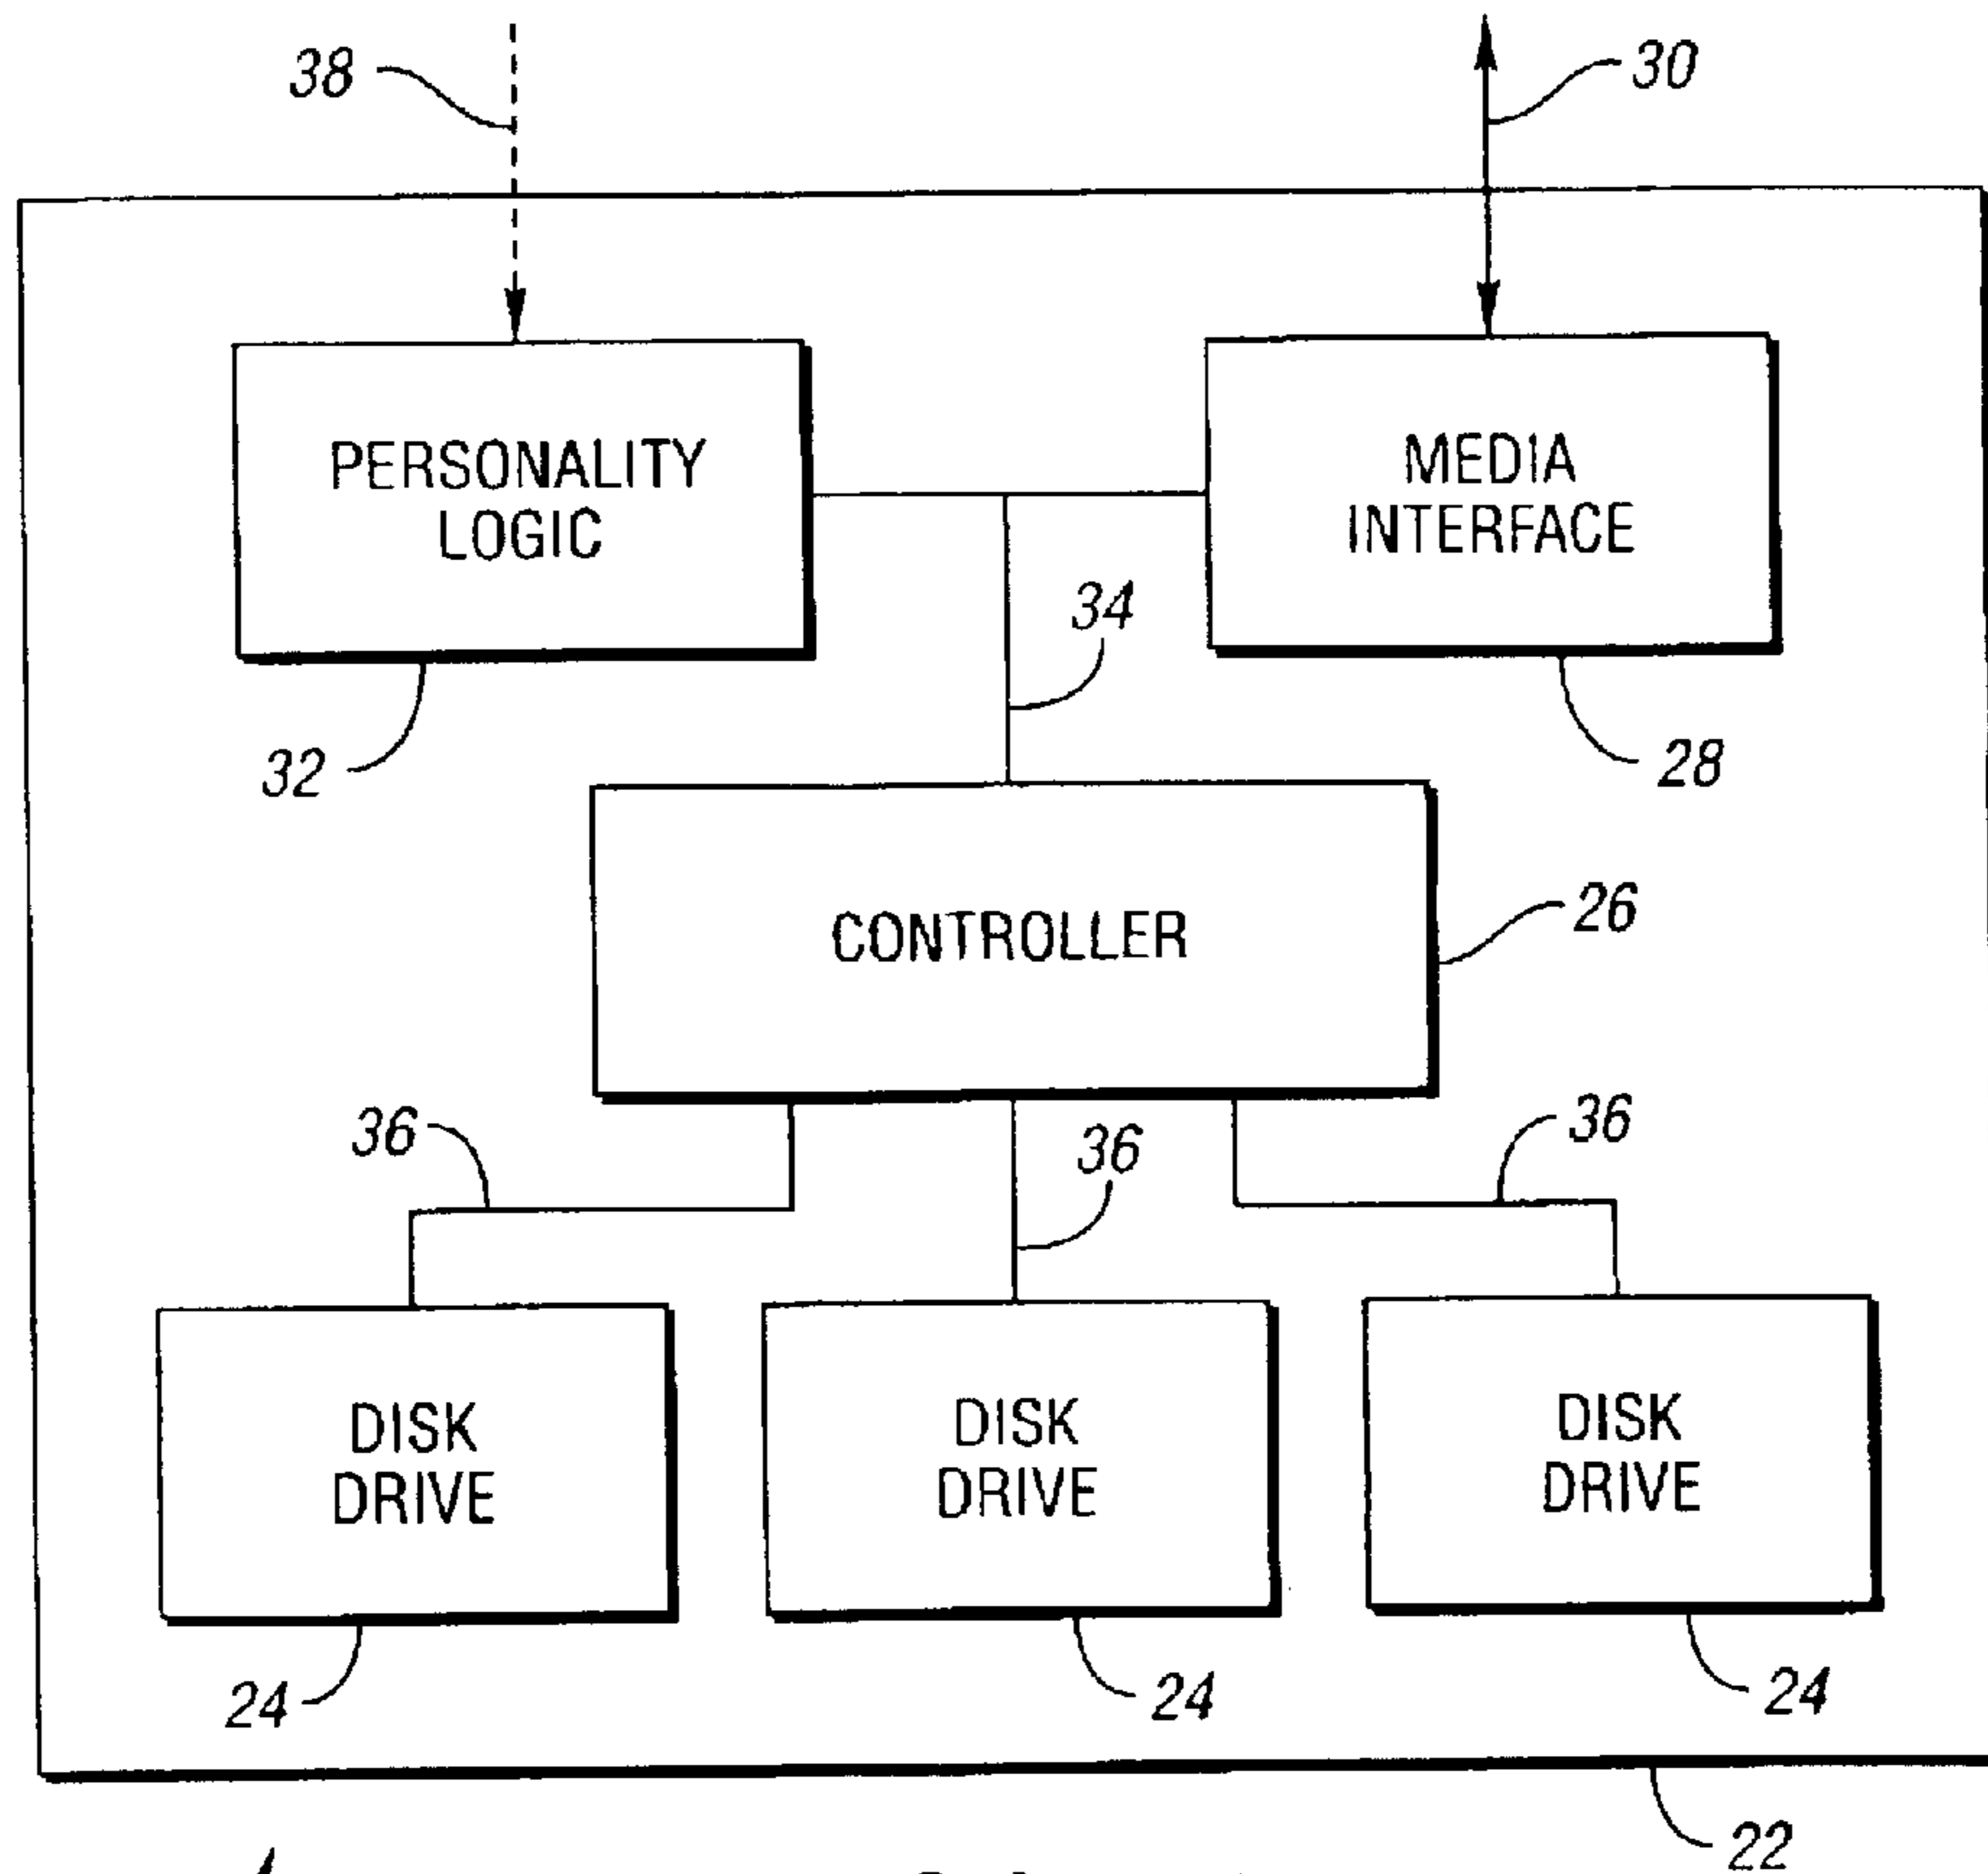 38
30
PERSONALITY
LOGIC
MEDIA
INTERFACE
34
32
28
CONTROLLER
26
36
36
36
DISK
DRIVE
DISK
DRIVE
DISK
DRIVE
24
24
24
22